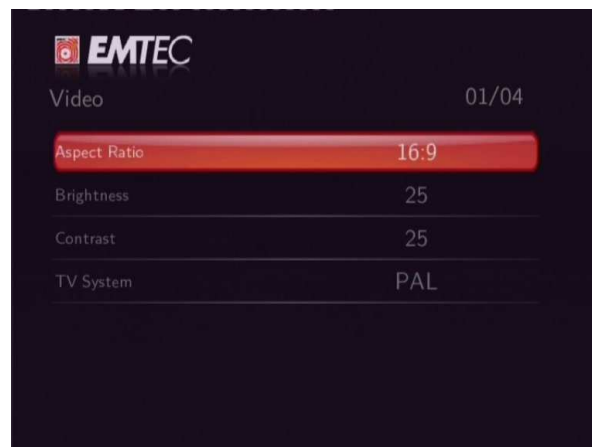 EMTEC
Video 01/04
Aspect Ratio 16:9
Brightness 25
Contrast 25
TV System PAL